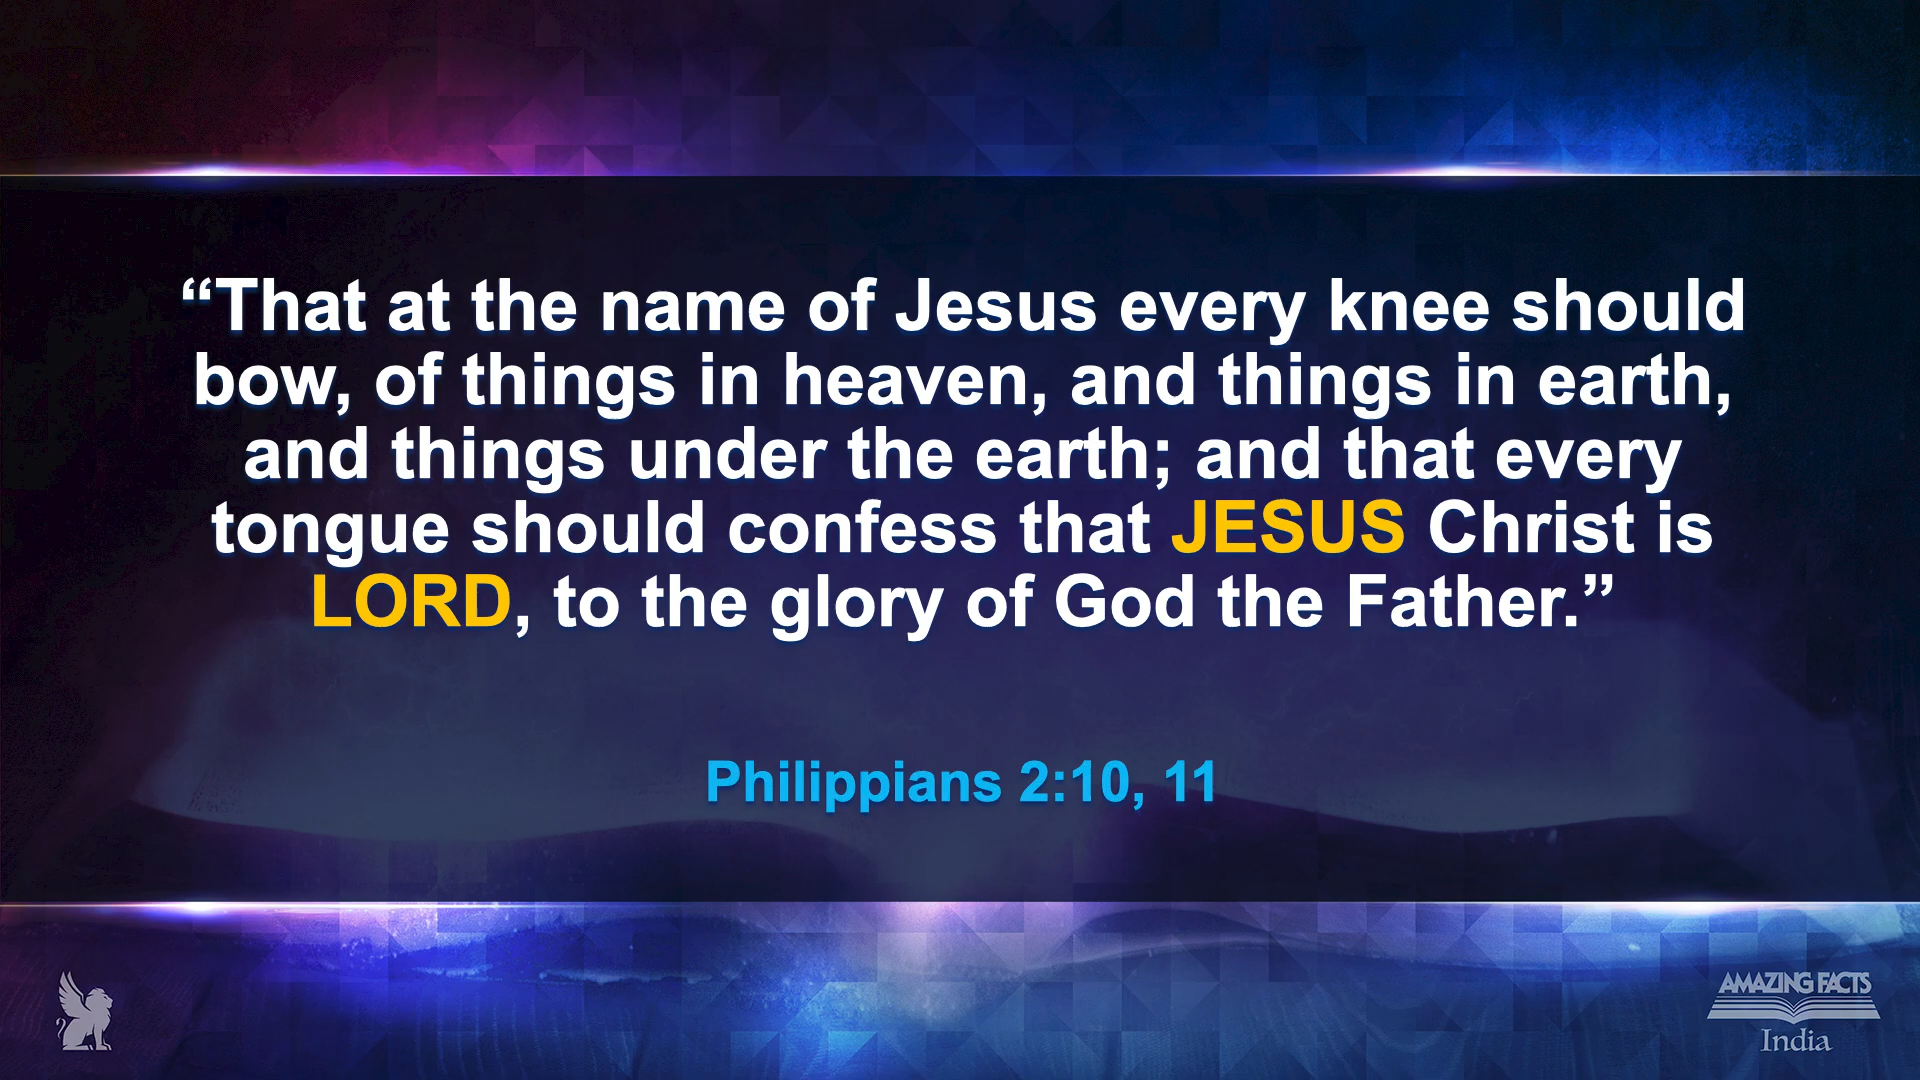 “That at the name of Jesus every knee should
bow, of things in heaven, and things in earth,
and things under the earth; and that every
tongue should confess that JESUS Christ is
LORD, to the glory of God the Father.”
Philippians 2:10, 11
AMAZING FACTS
India